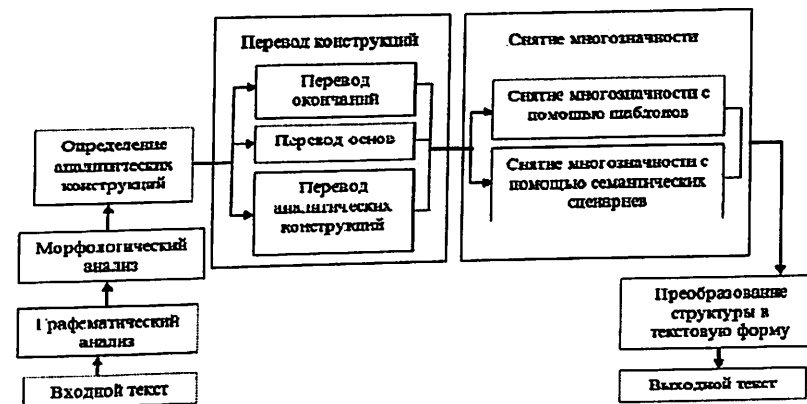 Перевод конструкций
Снятие многозначности
Перевод
окончаний
Перевод основ
Перевод
аналитических
конструкций
Снятие многозначности с
помощью шаблонов
Снятие многозначности с
помощью семантических
сценариев
Определение
аналитических
конструкций
Морфологический
анализ
Графематический
анализ
Входной текст
Преобразование
структуры в
текстовую форму
Выходной текст